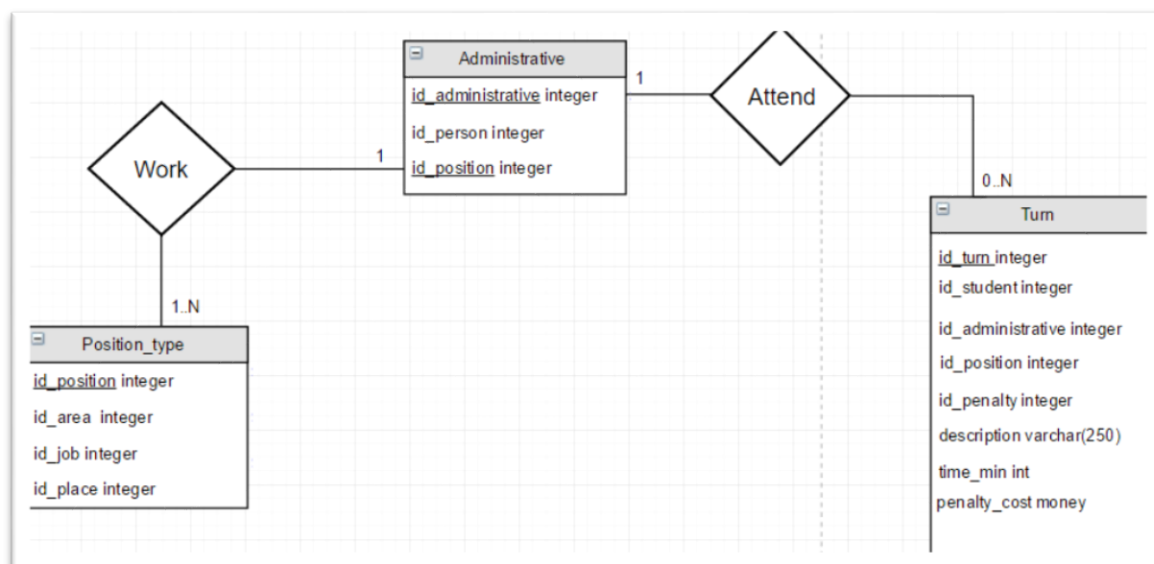 Administrative
id_administrative integer
id_person integer
id_position integer
1
Attend
0..N
Work
1
1..N
Position_type
id_position integer
id_area integer
id_job integer
id_place integer
Turn
id_turn integer
id_student integer
id_administrative integer
id_position integer
id_penalty integer
description varchar(250)
time_min int
penalty_cost money